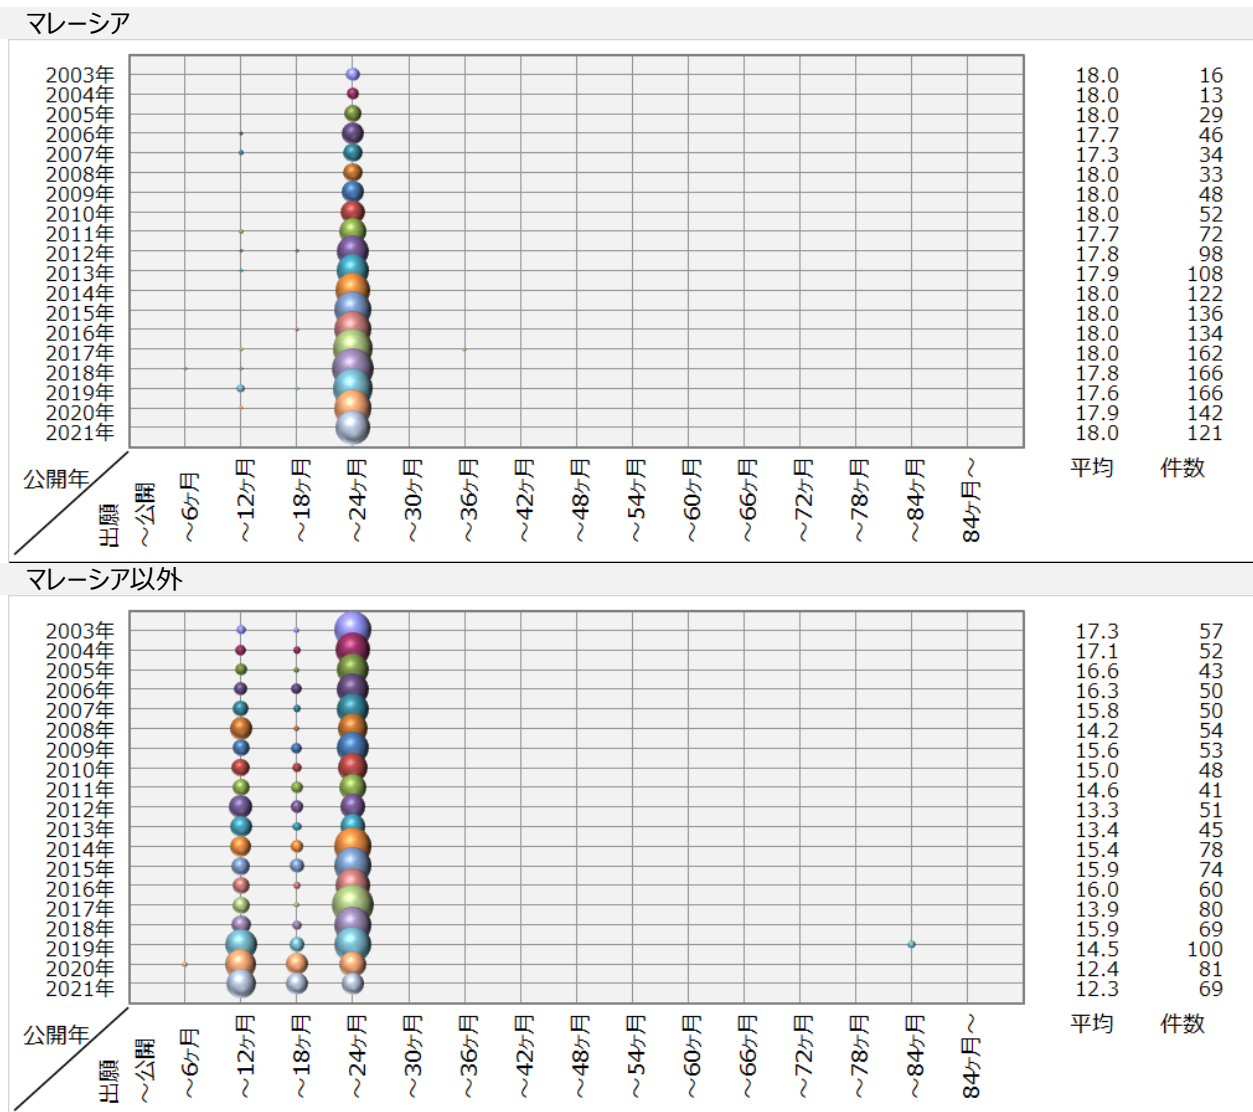 マレーシア
2003年 18.0 16
2004年 18.0 13
2005年 18.0 29
2006年 17.7 46
2007年 17.3 34
2008年 18.0 33
2009年 18.0 48
2010年 18.0 52
2011年 17.7 72
2012年 17.8 98
2013年 17.9 108
2014年 18.0 122
2015年 18.0 136
2016年 18.0 134
2017年 18.0 162
2018年 17.8 166
2019年 17.6 166
2020年 17.9 142
2021年 18.0 121
公開年 平均 件数
出願 ～公開 ～6ヶ月 ～12ヶ月 ～18ヶ月 ～24ヶ月 ～30ヶ月 ～36ヶ月 ～42ヶ月 ～48ヶ月 ～54ヶ月 ～60ヶ月 ～66ヶ月 ～72ヶ月 ～78ヶ月 ～84ヶ月 84ヶ月～
マレーシア以外
2003年 17.3 57
2004年 17.1 52
2005年 16.6 43
2006年 16.3 50
2007年 15.8 50
2008年 14.2 54
2009年 15.6 53
2010年 15.0 48
2011年 14.6 41
2012年 13.3 51
2013年 13.4 45
2014年 15.4 78
2015年 15.9 74
2016年 16.0 60
2017年 13.9 80
2018年 15.9 69
2019年 14.5 100
2020年 12.4 81
2021年 12.3 69
公開年 平均 件数
出願 ～公開 ～6ヶ月 ～12ヶ月 ～18ヶ月 ～24ヶ月 ～30ヶ月 ～36ヶ月 ～42ヶ月 ～48ヶ月 ～54ヶ月 ～60ヶ月 ～66ヶ月 ～72ヶ月 ～78ヶ月 ～84ヶ月 84ヶ月～